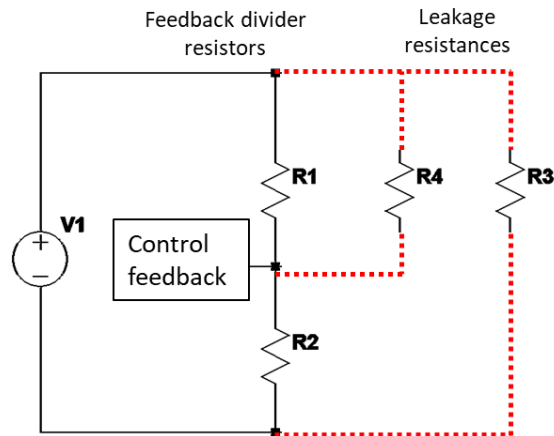 Feedback divider
resistors
Leakage
resistances
R1
R4
R3
V1
+
−
Control
feedback
R2